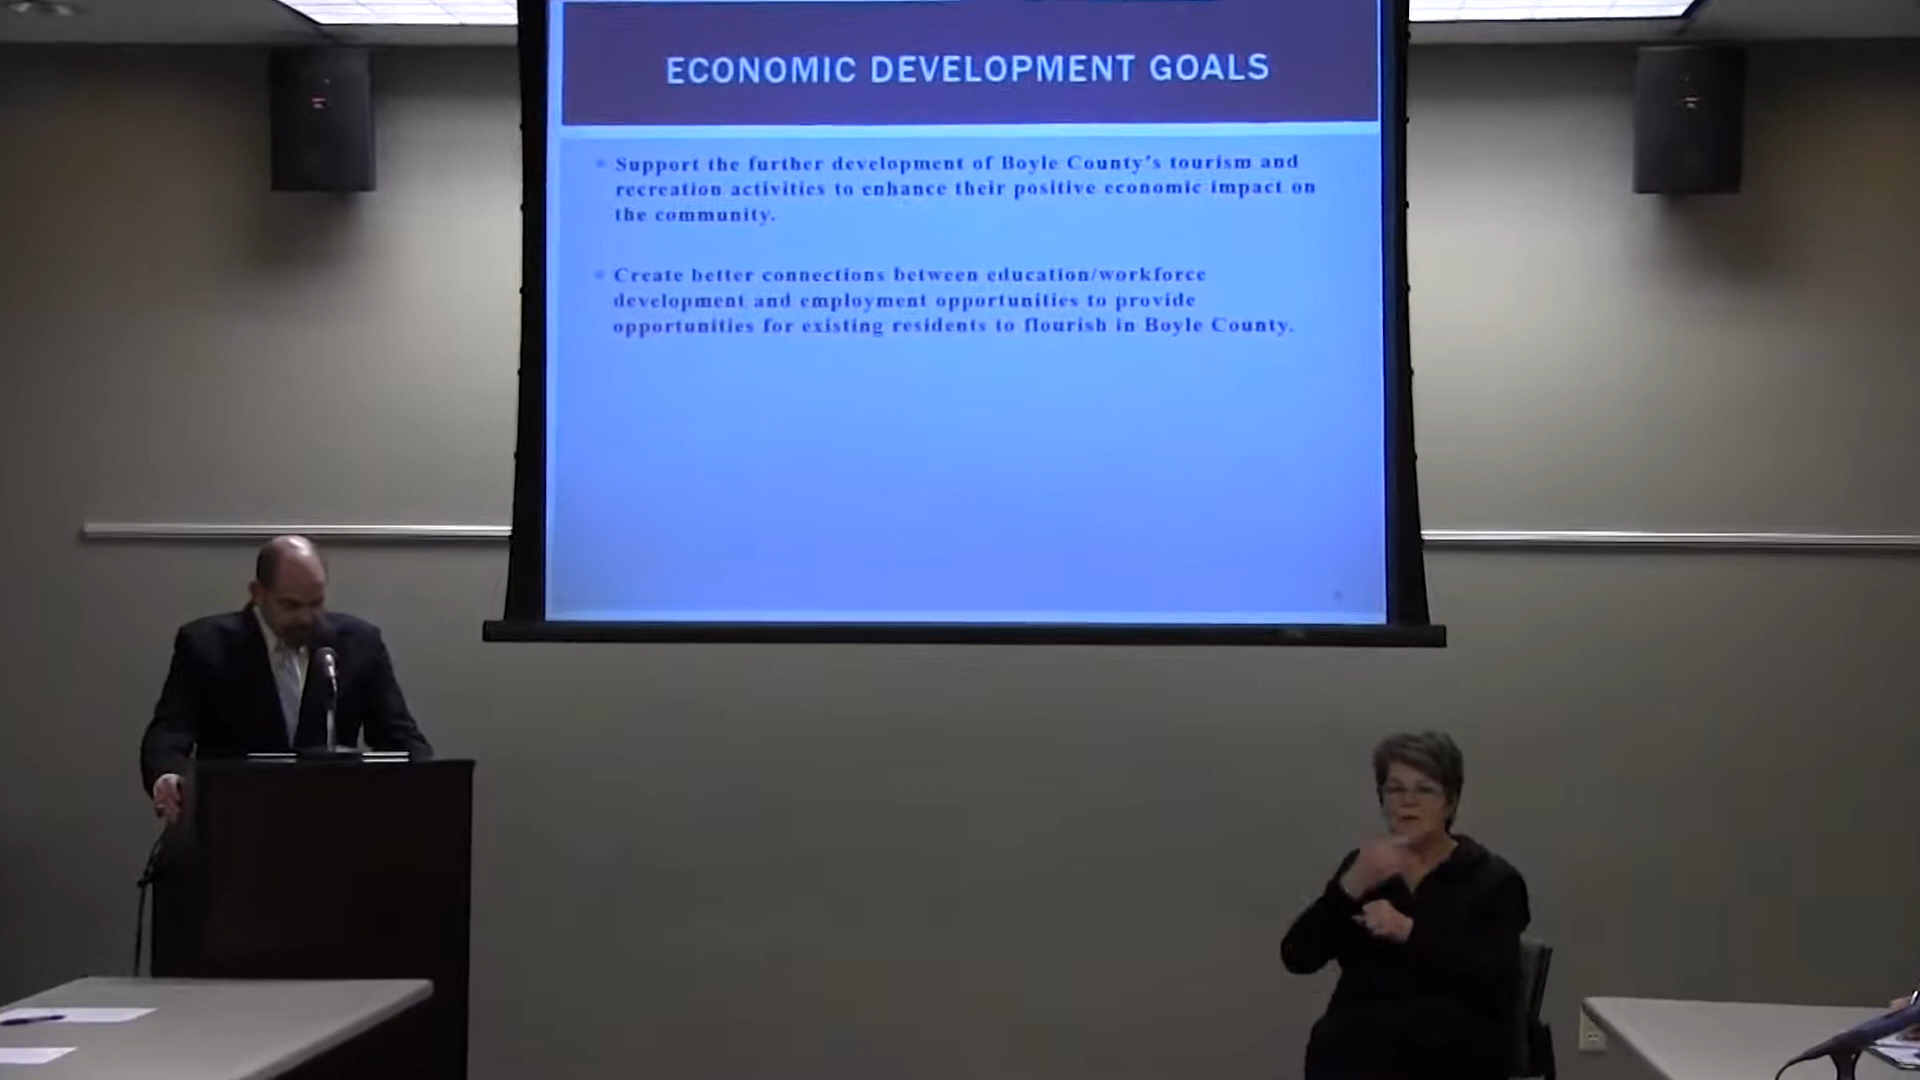 ECONOMIC DEVELOPMENT GOALS
Support the further development of Boyle County's tourism and
recreation activities to enhance their positive economic impact on
the community.
Create better connections between education/workforce
development and employment opportunities to provide
opportunities for existing residents to flourish in Boyle County.